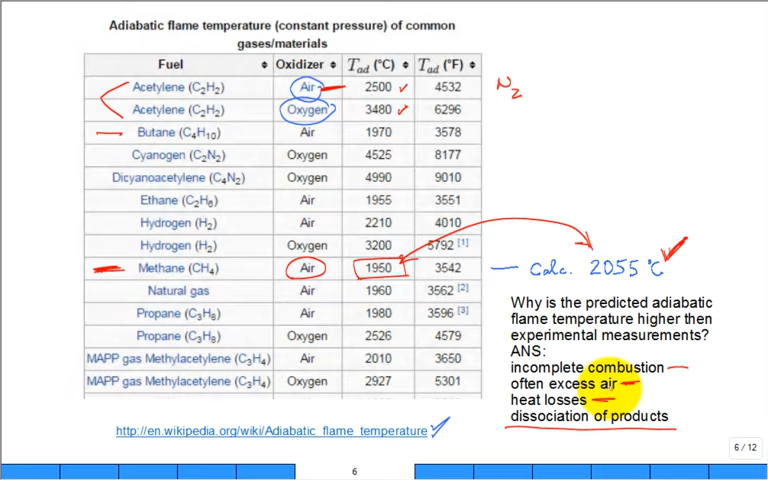 Adiabatic flame temperature (constant pressure) of common
gases/materials
Fuel Oxidizer Tad (°C) Tad (°F)
Acetylene (C2H2) Air 2500 4532
N2
Acetylene (C2H2) Oxygen 3480 6296
Butane (C4H10) Air 1970 3578
Cyanogen (C2N2) Oxygen 4525 8177
Dicyanoacetylene (C4N2) Oxygen 4990 9010
Ethane (C2H6) Air 1955 3551
Hydrogen (H2) Air 2210 4010
Hydrogen (H2) Oxygen 3200 5792 [1]
Methane (CH4) Air 1950 3542
— Calc. 2055 °C
Natural gas Air 1960 3562 [2]
Propane (C3H8) Air 1980 3596 [3]
Propane (C3H8) Oxygen 2526 4579
MAPP gas Methylacetylene (C3H4) Air 2010 3650
MAPP gas Methylacetylene (C3H4) Oxygen 2927 5301
Why is the predicted adiabatic
flame temperature higher then
experimental measurements?
ANS:
incomplete combustion
often excess air
heat losses
dissociation of products
http://en.wikipedia.org/wiki/Adiabatic_flame_temperature
6 / 12
6